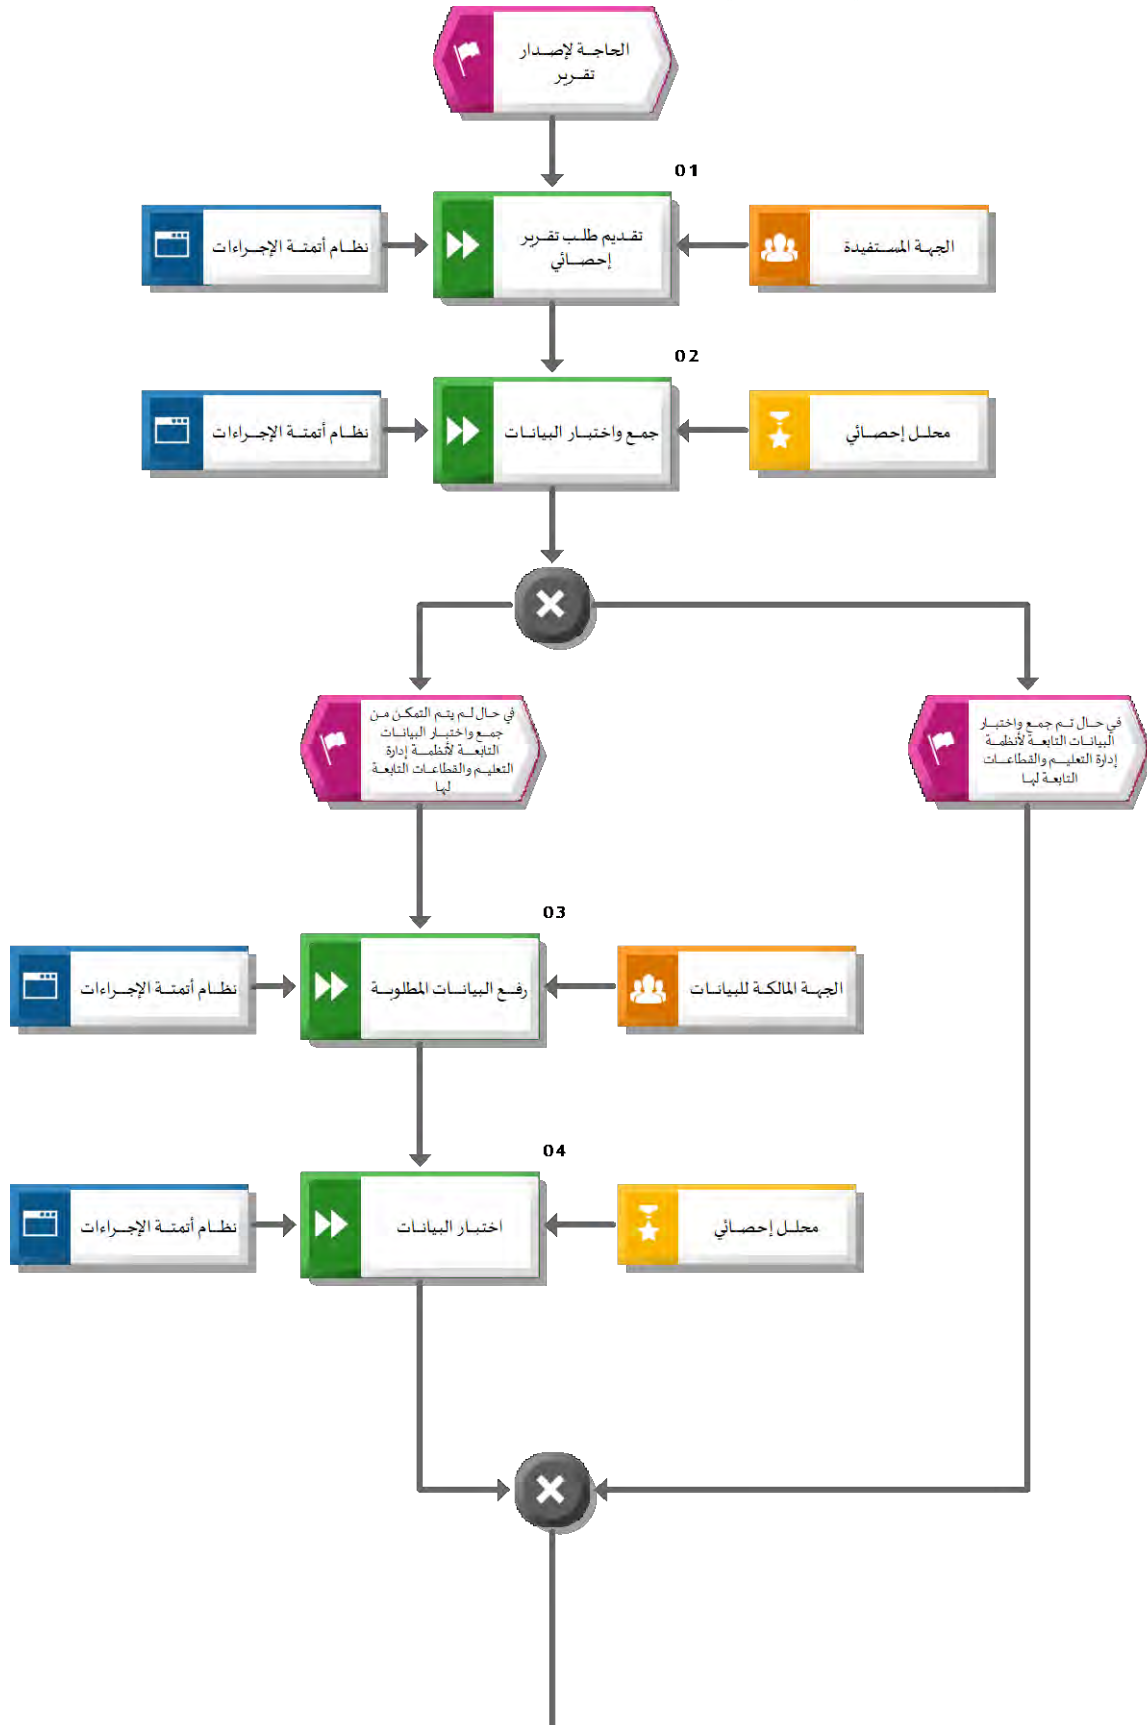 الحاجة لإصدار
تقرير
01
الجهة المستفيدة
تقديم طلب تقرير
إحصائي
نظام أتمتة الإجراءات
02
محلل إحصائي
جمع واختبار البيانات
نظام أتمتة الإجراءات
في حال تم جمع واختبار
البيانات التابعة لأنظمة
إدارة التعليم والقطاعات
التابعة لها
في حال لم يتم التمكن من
جمع واختبار البيانات
التابعة لأنظمة إدارة
التعليم والقطاعات التابعة
لها
03
الجهة المالكة للبيانات
رفع البيانات المطلوبة
نظام أتمتة الإجراءات
04
محلل إحصائي
اختبار البيانات
نظام أتمتة الإجراءات